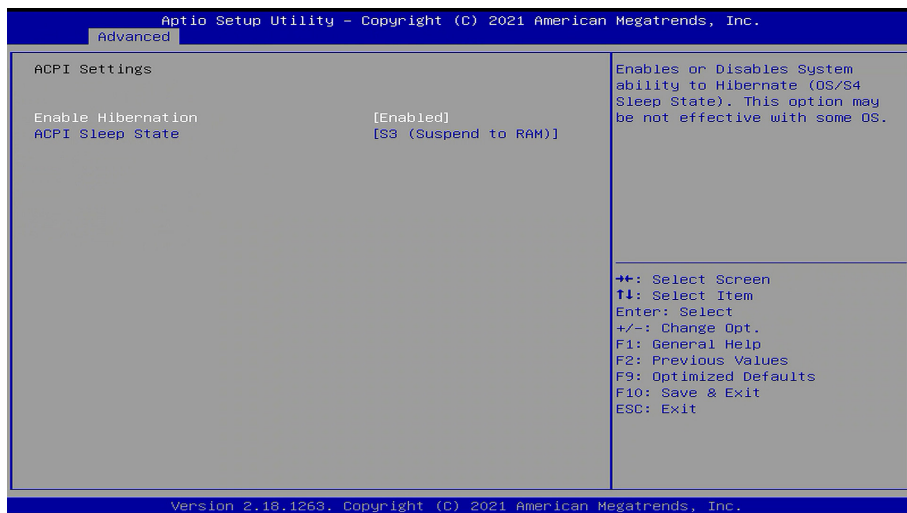 Aptio Setup Utility – Copyright (C) 2021 American Megatrends, Inc.
Advanced
ACPI Settings
Enable Hibernation [Enabled]
ACPI Sleep State [S3 (Suspend to RAM)]
Enables or Disables System
ability to Hibernate (OS/S4
Sleep State). This option may
be not effective with some OS.
→←: Select Screen
↑↓: Select Item
Enter: Select
+/-: Change Opt.
F1: General Help
F2: Previous Values
F9: Optimized Defaults
F10: Save & Exit
ESC: Exit
Version 2.18.1263. Copyright (C) 2021 American Megatrends, Inc.